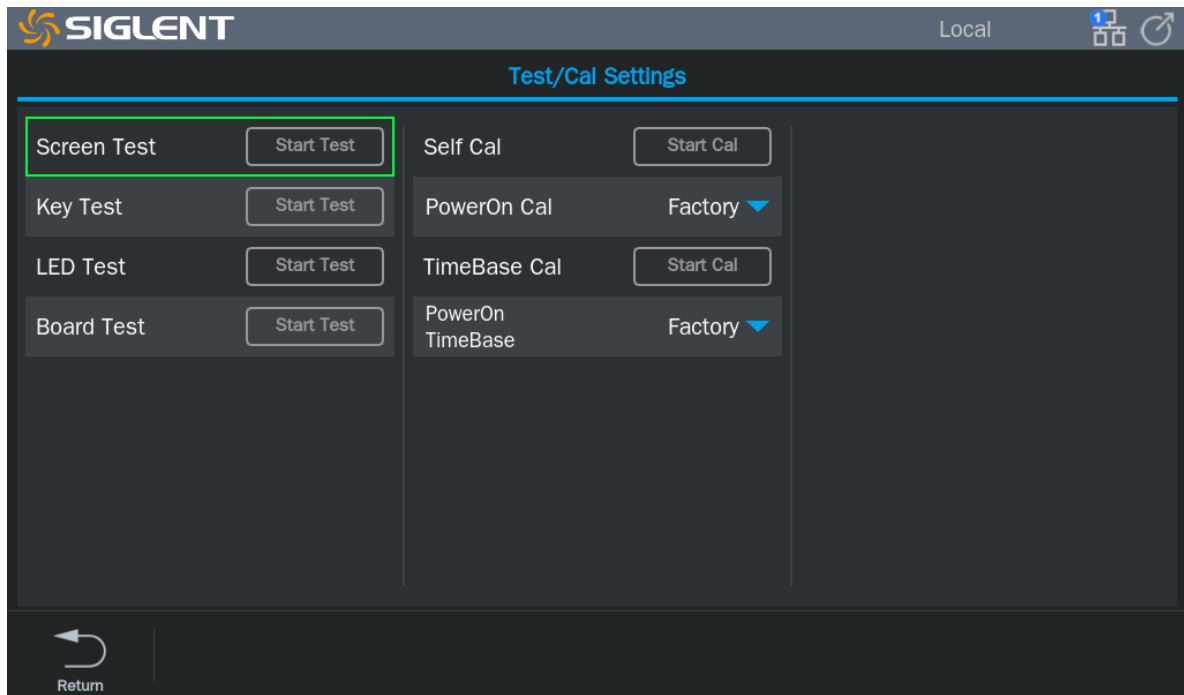 SIGLENT
Local
1
Test/Cal Settings
Screen Test
Start Test
Key Test
Start Test
LED Test
Start Test
Board Test
Start Test
Self Cal
Start Cal
PowerOn Cal
Factory
TimeBase Cal
Start Cal
PowerOn
TimeBase
Factory
Return